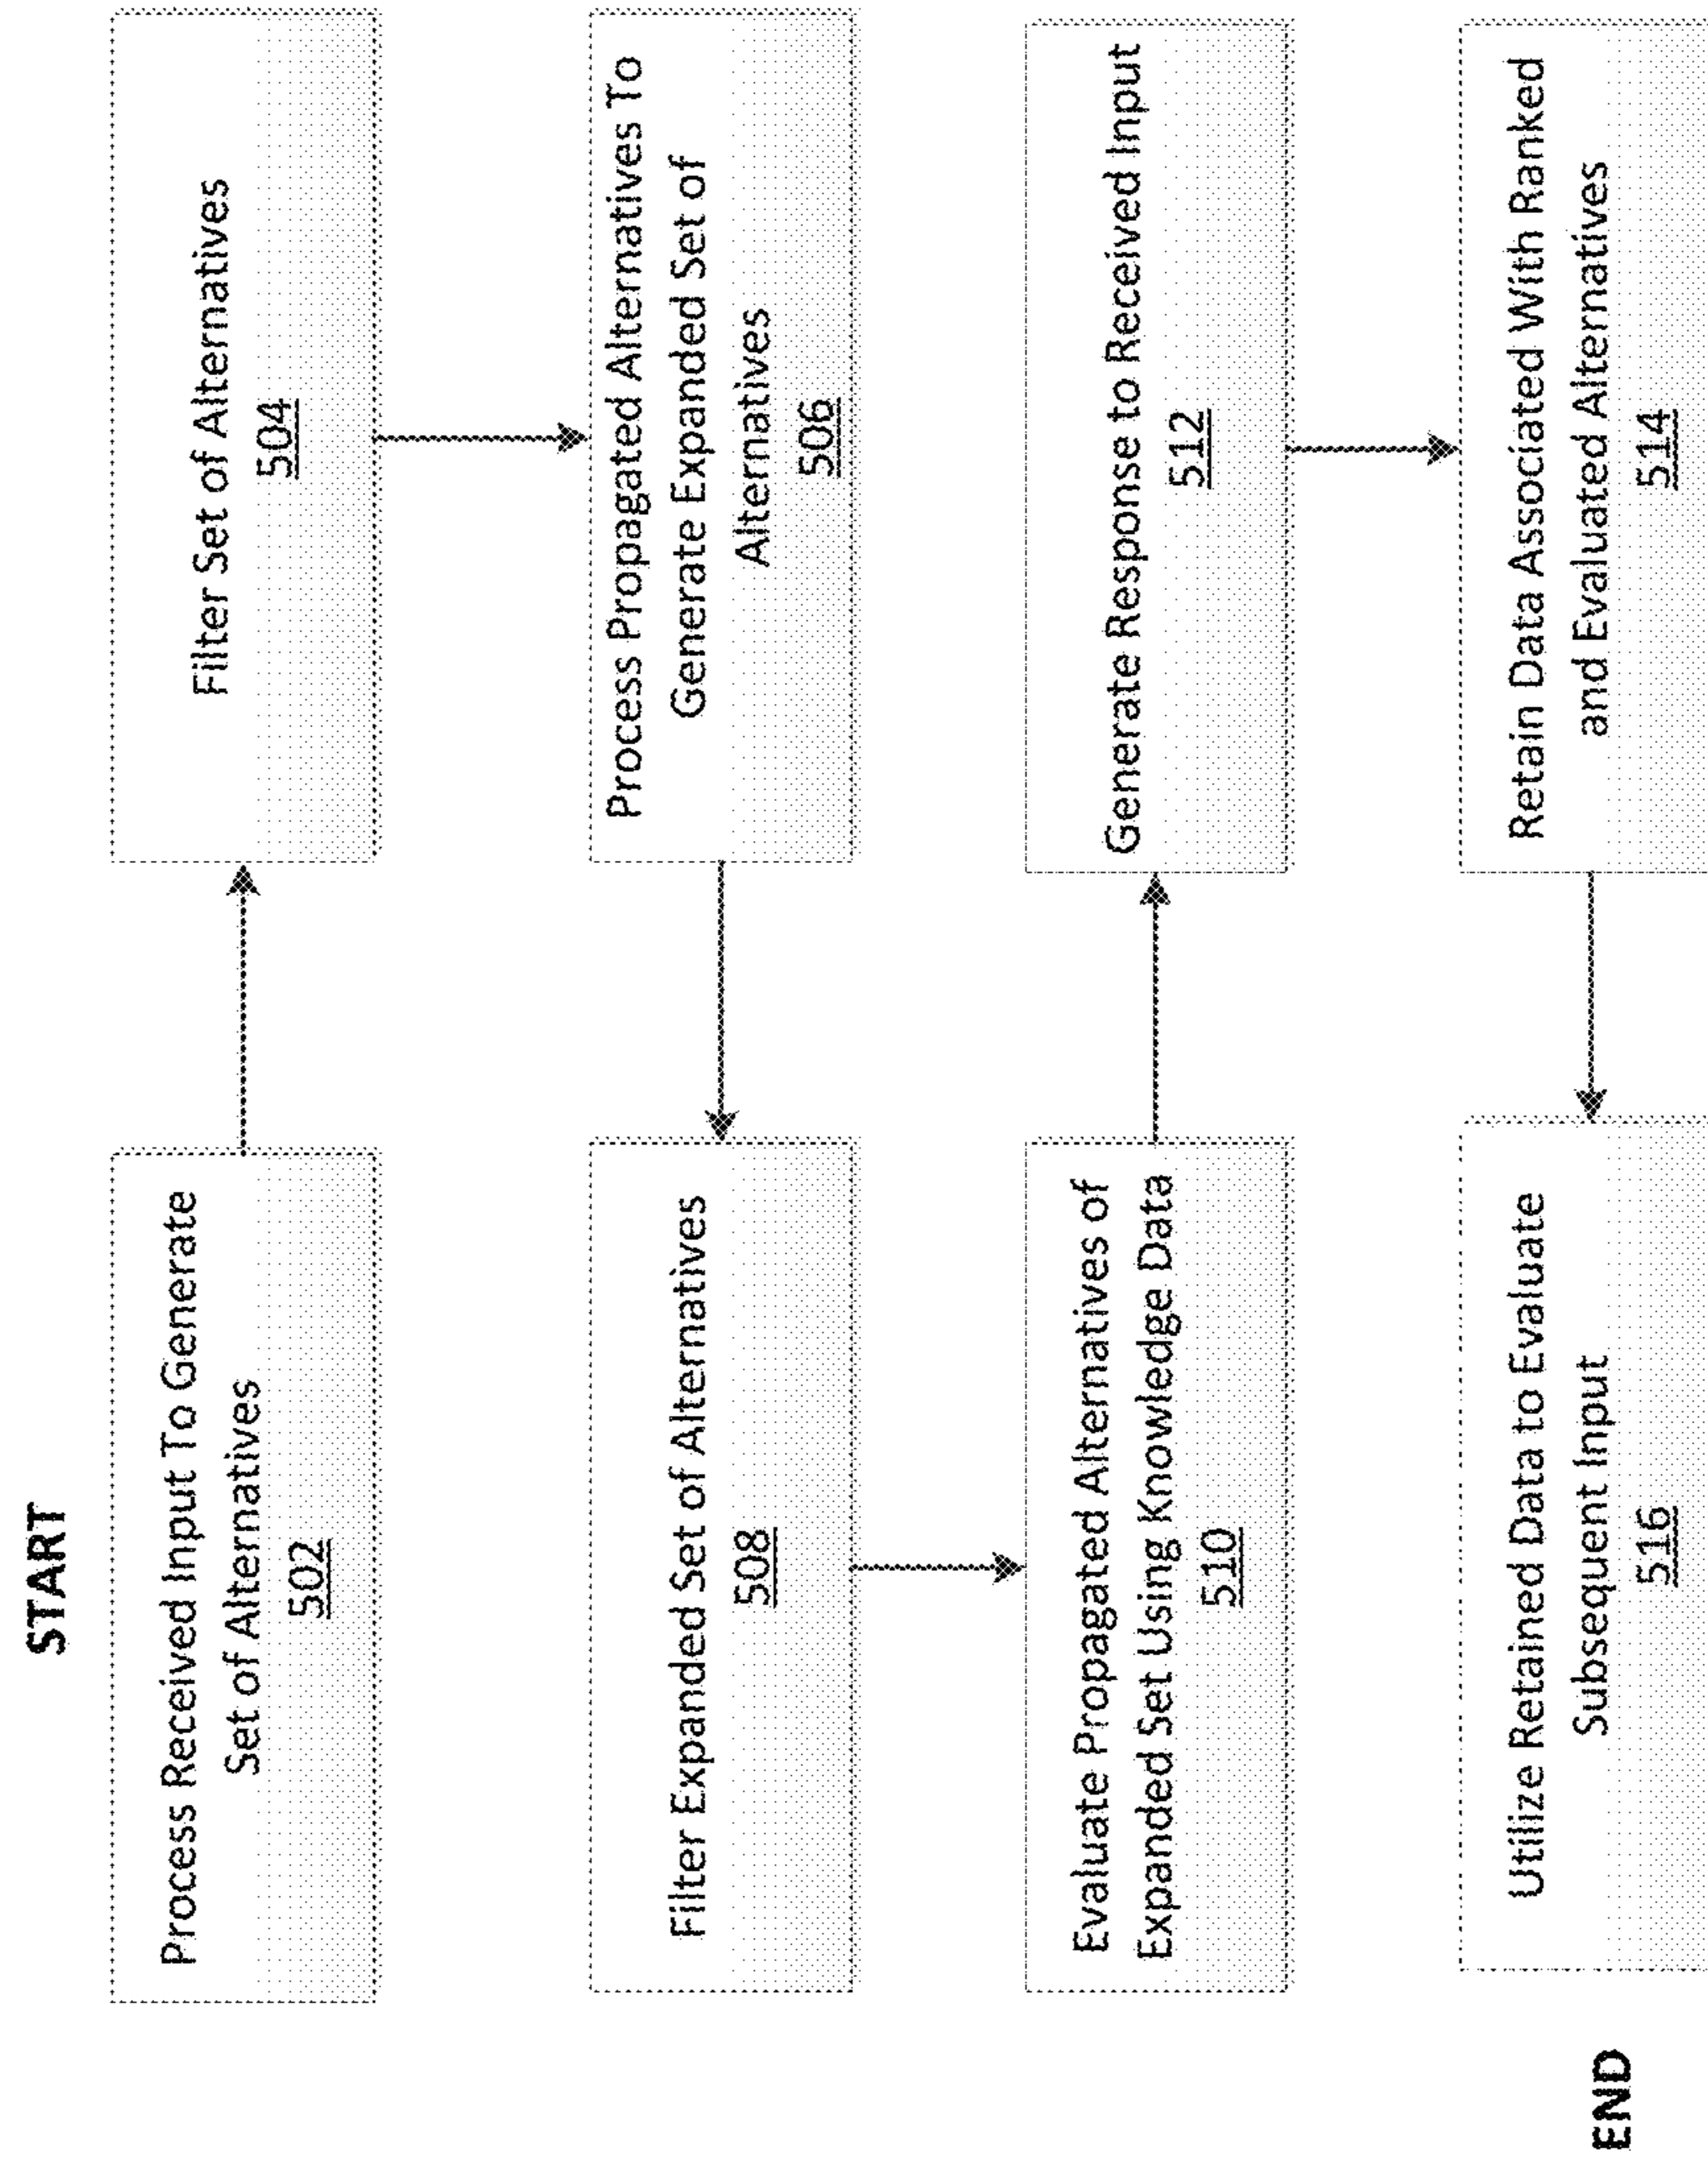 START
Process Received Input To Generate
Set of Alternatives
502
Filter Set of Alternatives
504
Process Propagated Alternatives To
Generate Expanded Set of
Alternatives
506
Filter Expanded Set of Alternatives
508
Evaluate Propagated Alternatives of
Expanded Set Using Knowledge Data
510
Generate Response to Received Input
512
Retain Data Associated With Ranked
and Evaluated Alternatives
514
Utilize Retained Data to Evaluate
Subsequent Input
516
END